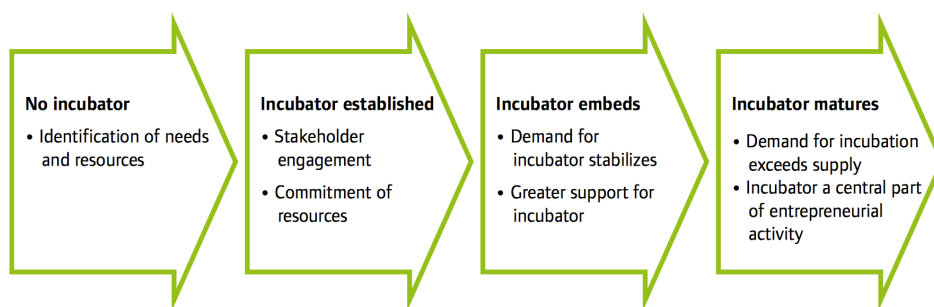 No incubator
• Identification of needs
and resources
Incubator established
• Stakeholder
engagement
• Commitment of
resources
Incubator embeds
• Demand for
incubator stabilizes
• Greater support for
incubator
Incubator matures
• Demand for incubation
exceeds supply
• Incubator a central part
of entrepreneurial
activity